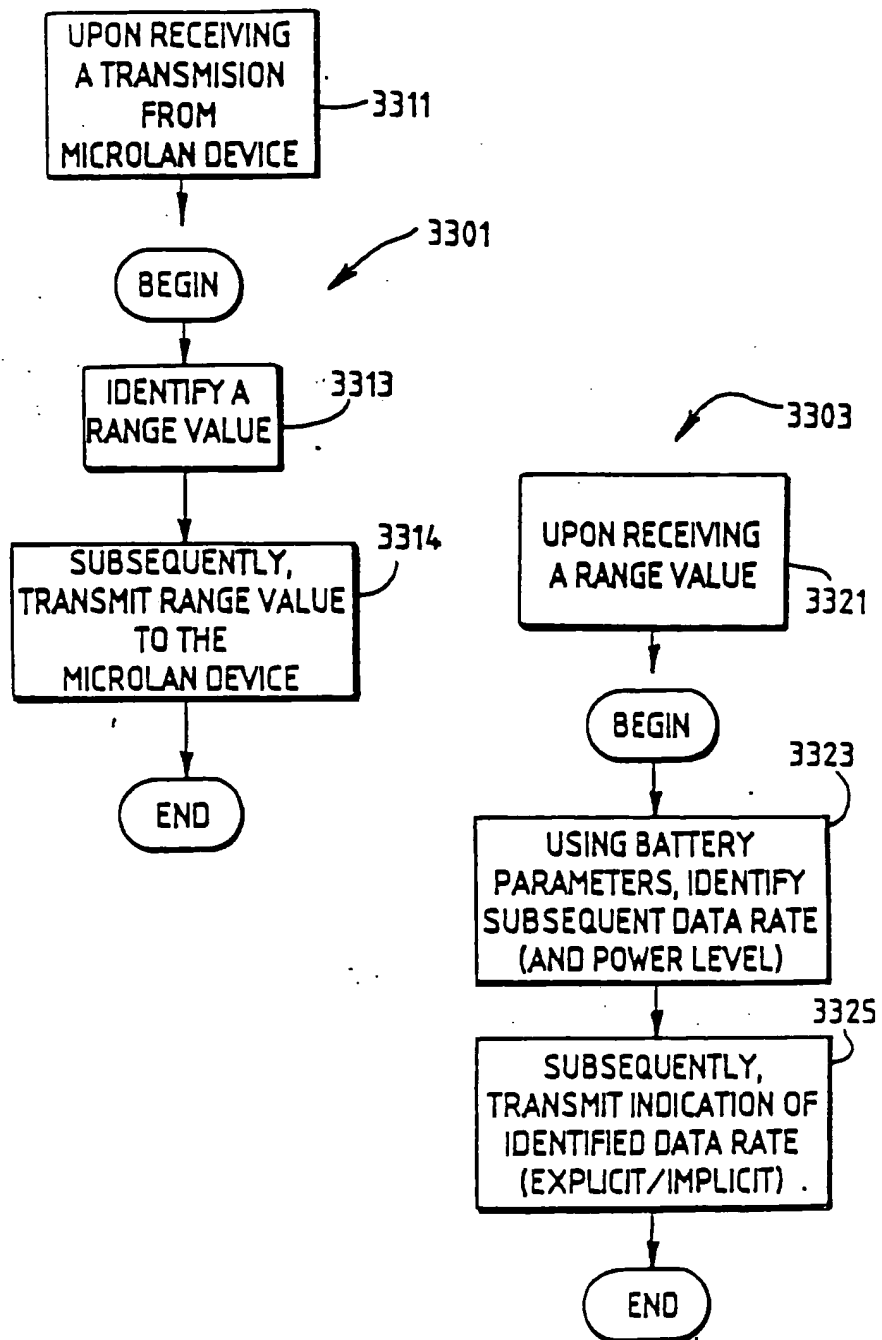 UPON RECEIVING
A TRANSMISION
FROM
MICROLAN DEVICE
3311
3301
BEGIN
IDENTIFY A
RANGE VALUE
3313
SUBSEQUENTLY,
TRANSMIT RANGE VALUE
TO THE
MICROLAN DEVICE
3314
END
3303
UPON RECEIVING
A RANGE VALUE
3321
BEGIN
3323
USING BATTERY
PARAMETERS, IDENTIFY
SUBSEQUENT DATA RATE
(AND POWER LEVEL)
3325
SUBSEQUENTLY,
TRANSMIT INDICATION OF
IDENTIFIED DATA RATE
(EXPLICIT/IMPLICIT)
END